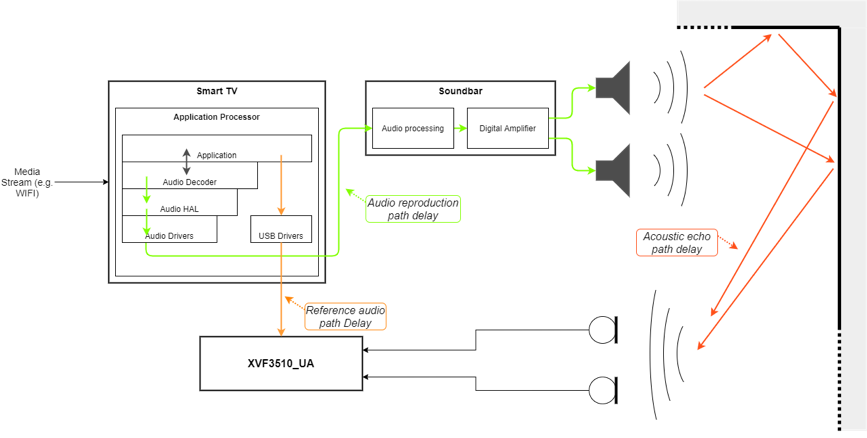 Smart TV
Soundbar
Application Processor
Audio processing
Digital Amplifier
Application
Media
Stream (e.g.
WIFI)
Audio Decoder
Audio HAL
Audio reproduction
path delay
Audio Drivers
USB Drivers
Acoustic echo
path delay
Reference audio
path Delay
XVF3510_UA